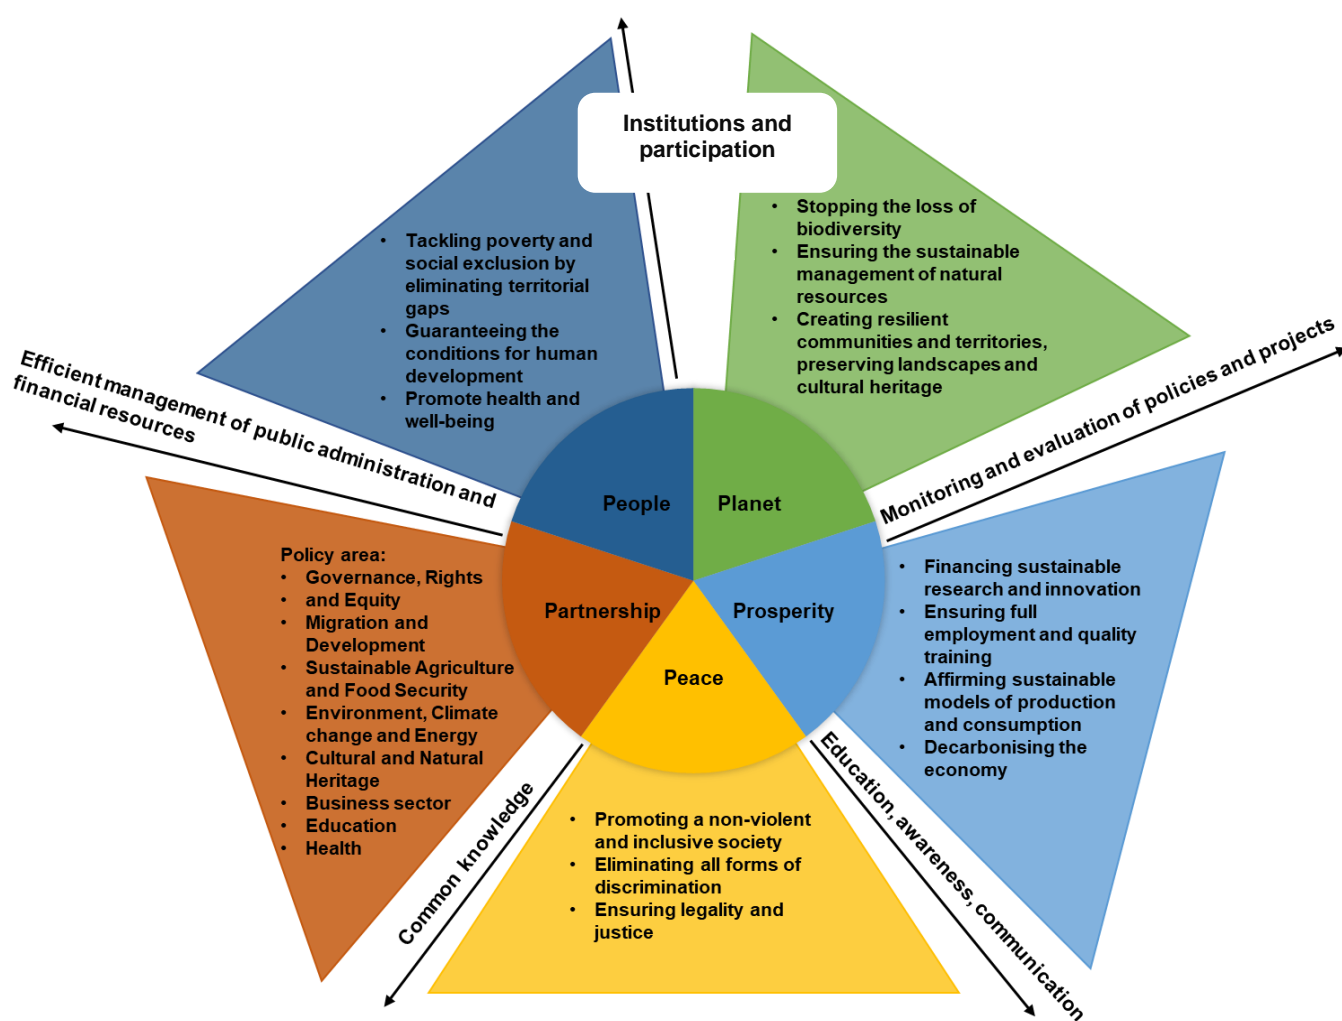 Institutions and
participation
• Tackling poverty and
social exclusion by
eliminating territorial
gaps
• Guaranteeing the
conditions for human
development
• Promote health and
well-being
• Stopping the loss of
biodiversity
• Ensuring the sustainable
management of natural
resources
• Creating resilient
communities and territories,
preserving landscapes and
cultural heritage
Efficient management of public administration and
financial resources
Monitoring and evaluation of policies and projects
People
Planet
Partnership
Prosperity
Peace
Policy area:
• Governance, Rights
• and Equity
• Migration and
Development
• Sustainable Agriculture
and Food Security
• Environment, Climate
change and Energy
• Cultural and Natural
Heritage
• Business sector
• Education
• Health
• Financing sustainable
research and innovation
• Ensuring full
employment and quality
training
• Affirming sustainable
models of production
and consumption
• Decarbonising the
economy
Common knowledge
• Promoting a non-violent
and inclusive society
• Eliminating all forms of
discrimination
• Ensuring legality and
justice
Education, awareness, communication